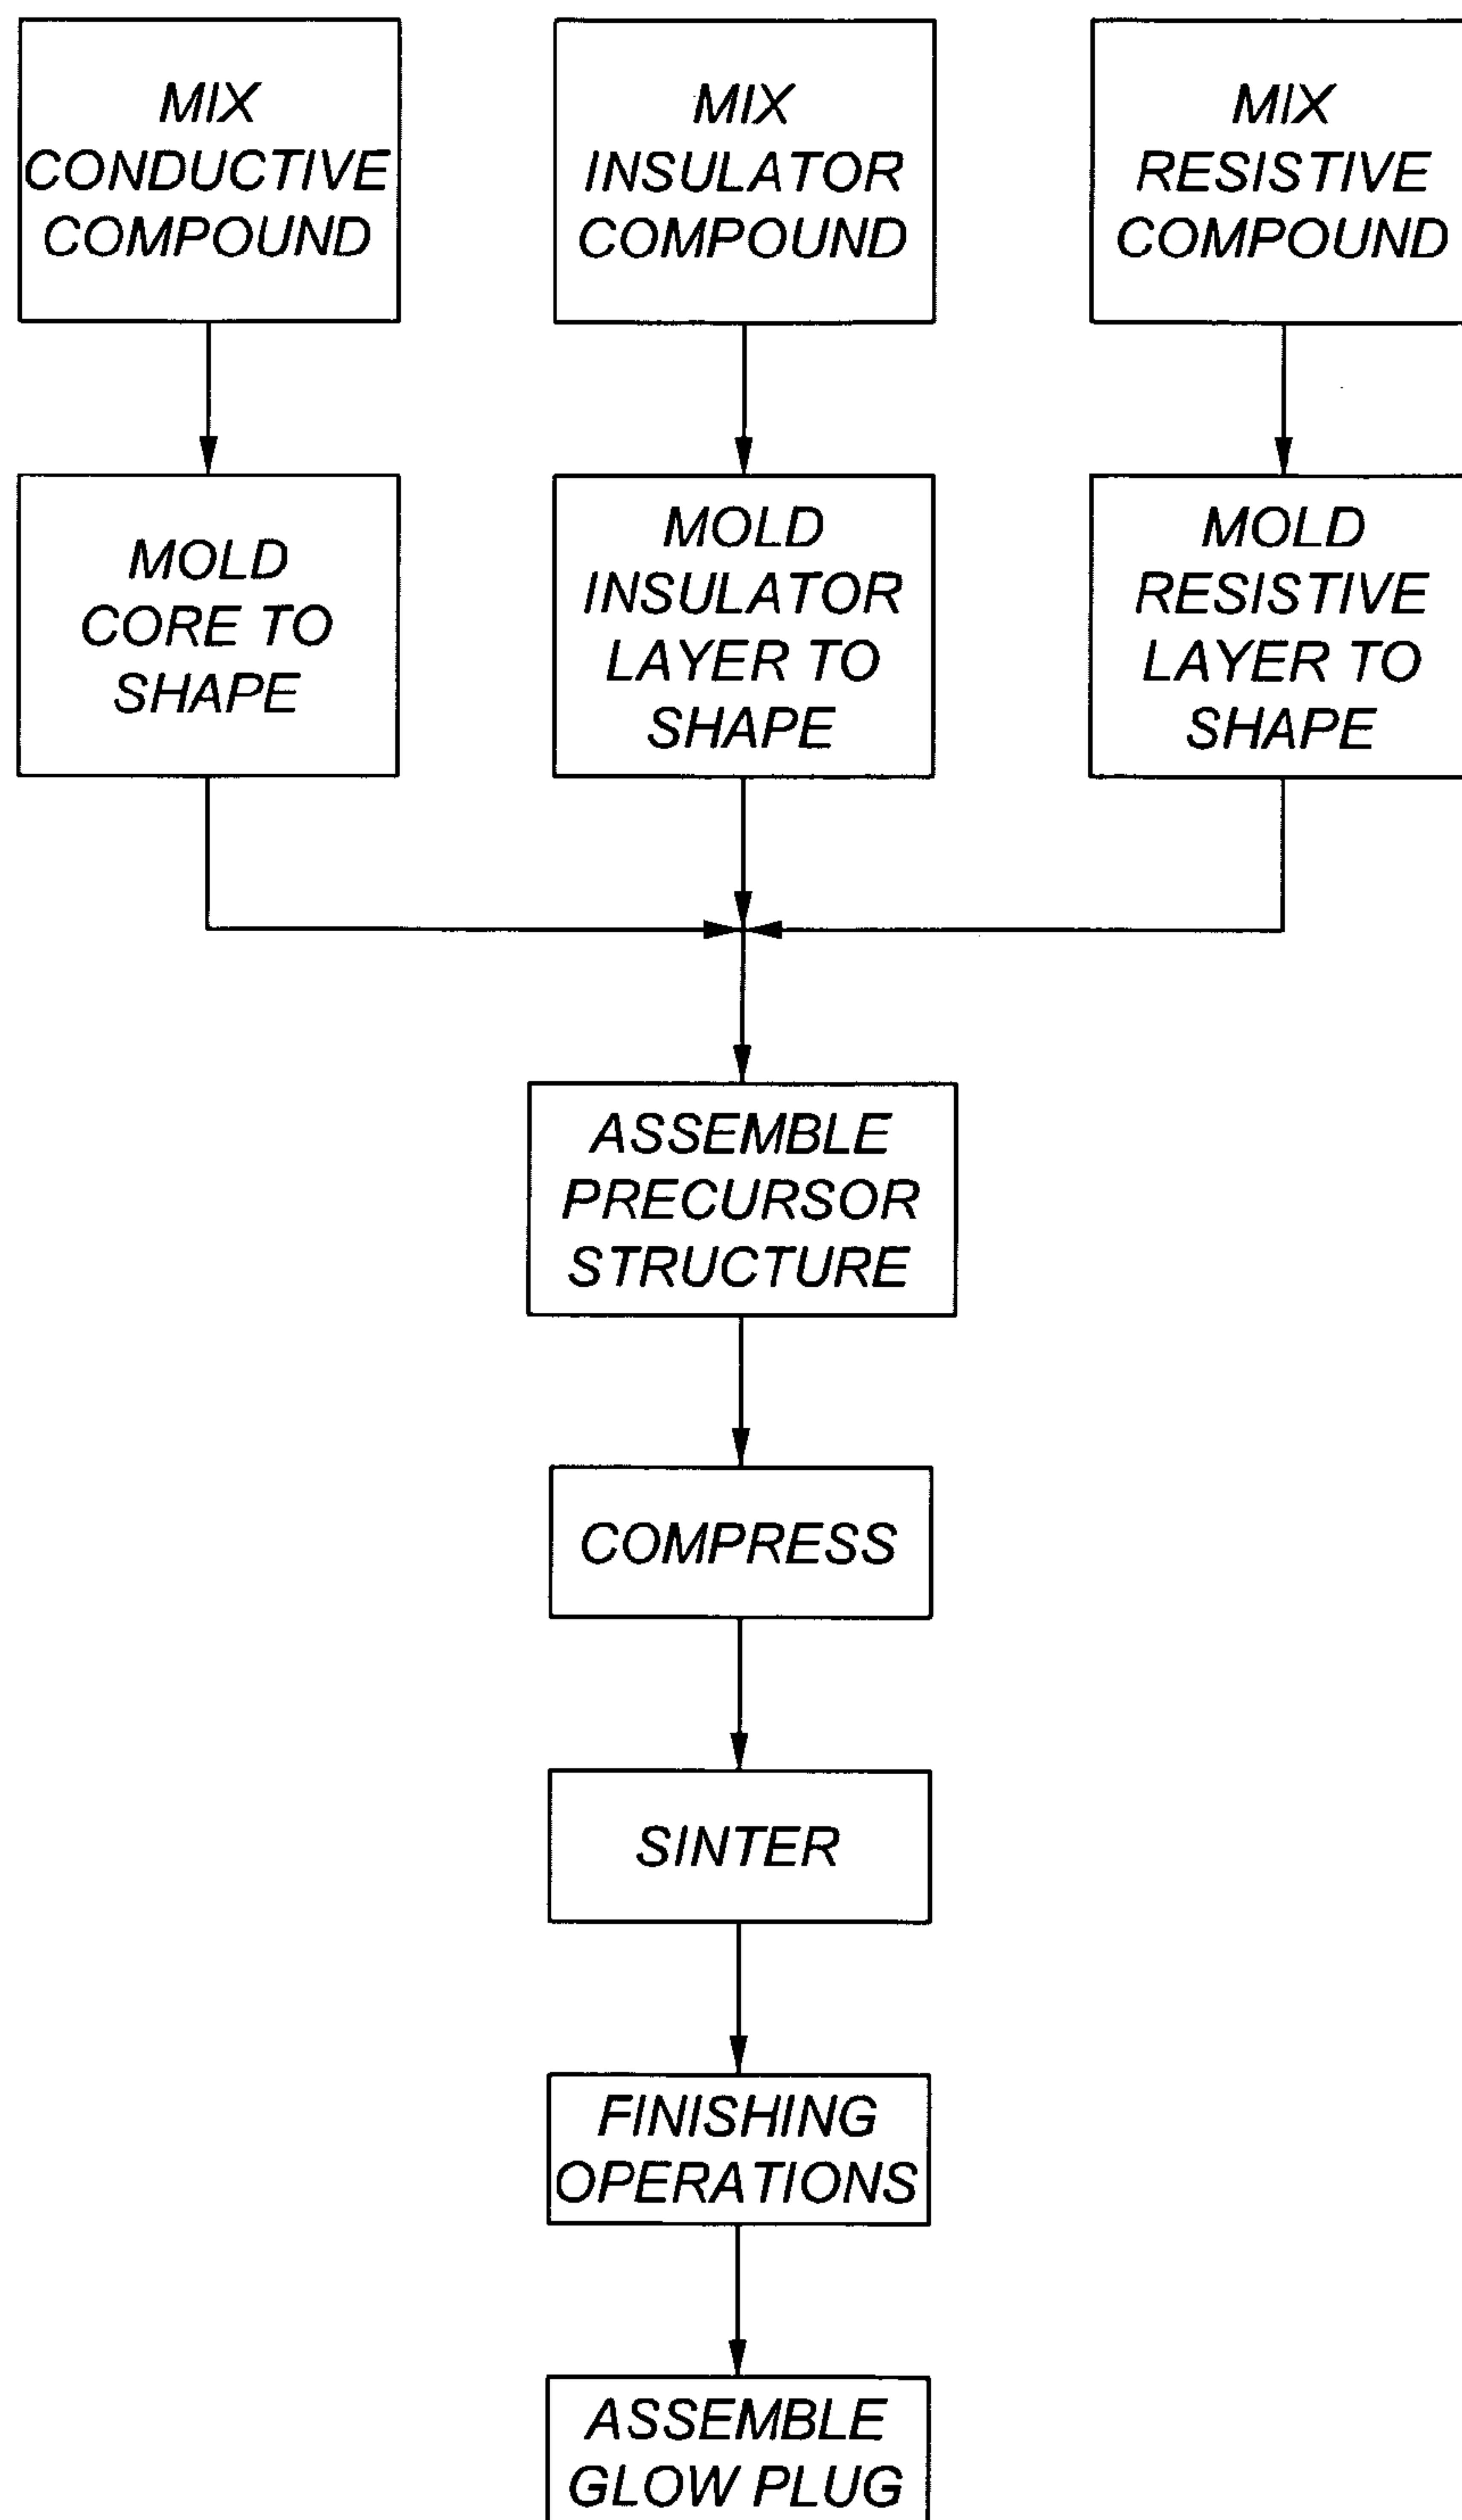 MIX
CONDUCTIVE
COMPOUND
MIX
INSULATOR
COMPOUND
MIX
RESISTIVE
COMPOUND
MOLD
CORE TO
SHAPE
MOLD
INSULATOR
LAYER TO
SHAPE
MOLD
RESISTIVE
LAYER TO
SHAPE
ASSEMBLE
PRECURSOR
STRUCTURE
COMPRESS
SINTER
FINISHING
OPERATIONS
ASSEMBLE
GLOW PLUG